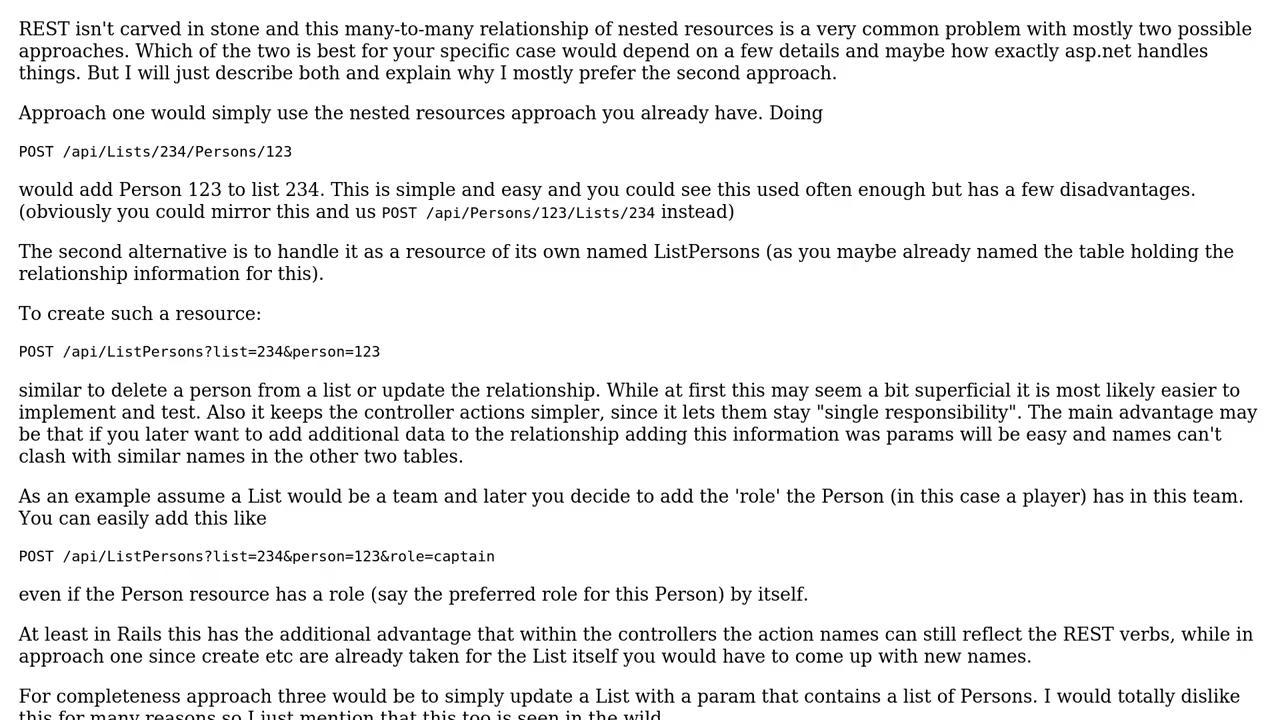 REST isn't carved in stone and this many-to-many relationship of nested resources is a very common problem with mostly two possible
approaches. Which of the two is best for your specific case would depend on a few details and maybe how exactly asp.net handles
things. But I will just describe both and explain why I mostly prefer the second approach.
Approach one would simply use the nested resources approach you already have. Doing
POST /api/Lists/234/Persons/123
would add Person 123 to list 234. This is simple and easy and you could see this used often enough but has a few disadvantages.
(obviously you could mirror this and us POST /api/Persons/123/Lists/234 instead)
The second alternative is to handle it as a resource of its own named ListPersons (as you maybe already named the table holding the
relationship information for this).
To create such a resource:
POST /api/ListPersons?list=234&person=123
similar to delete a person from a list or update the relationship. While at first this may seem a bit superficial it is most likely easier to
implement and test. Also it keeps the controller actions simpler, since it lets them stay "single responsibility". The main advantage may
be that if you later want to add additional data to the relationship adding this information was params will be easy and names can't
clash with similar names in the other two tables.
As an example assume a List would be a team and later you decide to add the 'role' the Person (in this case a player) has in this team.
You can easily add this like
POST /api/ListPersons?list=234&person=123&role=captain
even if the Person resource has a role (say the preferred role for this Person) by itself.
At least in Rails this has the additional advantage that within the controllers the action names can still reflect the REST verbs, while in
approach one since create etc are already taken for the List itself you would have to come up with new names.
For completeness approach three would be to simply update a List with a param that contains a list of Persons. I would totally dislike
this for many reasons so I just mention that this too is seen in the wild.